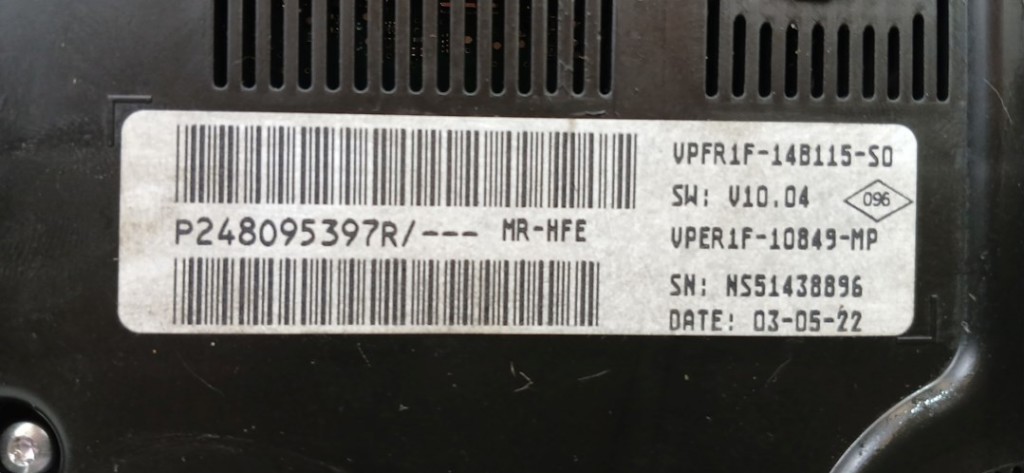 VPFR1F-14B115-SO
SW: V10.04
096
P248095397R/--- MR-HFE
VPER1F-10849-MP
SN: NS51438896
DATE: 03-05-22